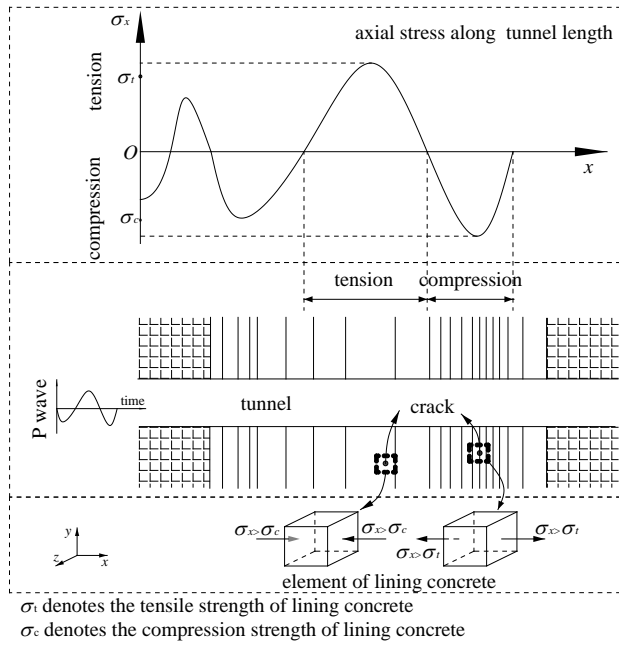 σx
axial stress along tunnel length
σt
tension
O
x
compression
σc
tension
compression
P wave
time
tunnel
crack
σx>σc
σx>σc
σx>σt
σx>σt
y
z
x
element of lining concrete
σt denotes the tensile strength of lining concrete
σc denotes the compression strength of lining concrete